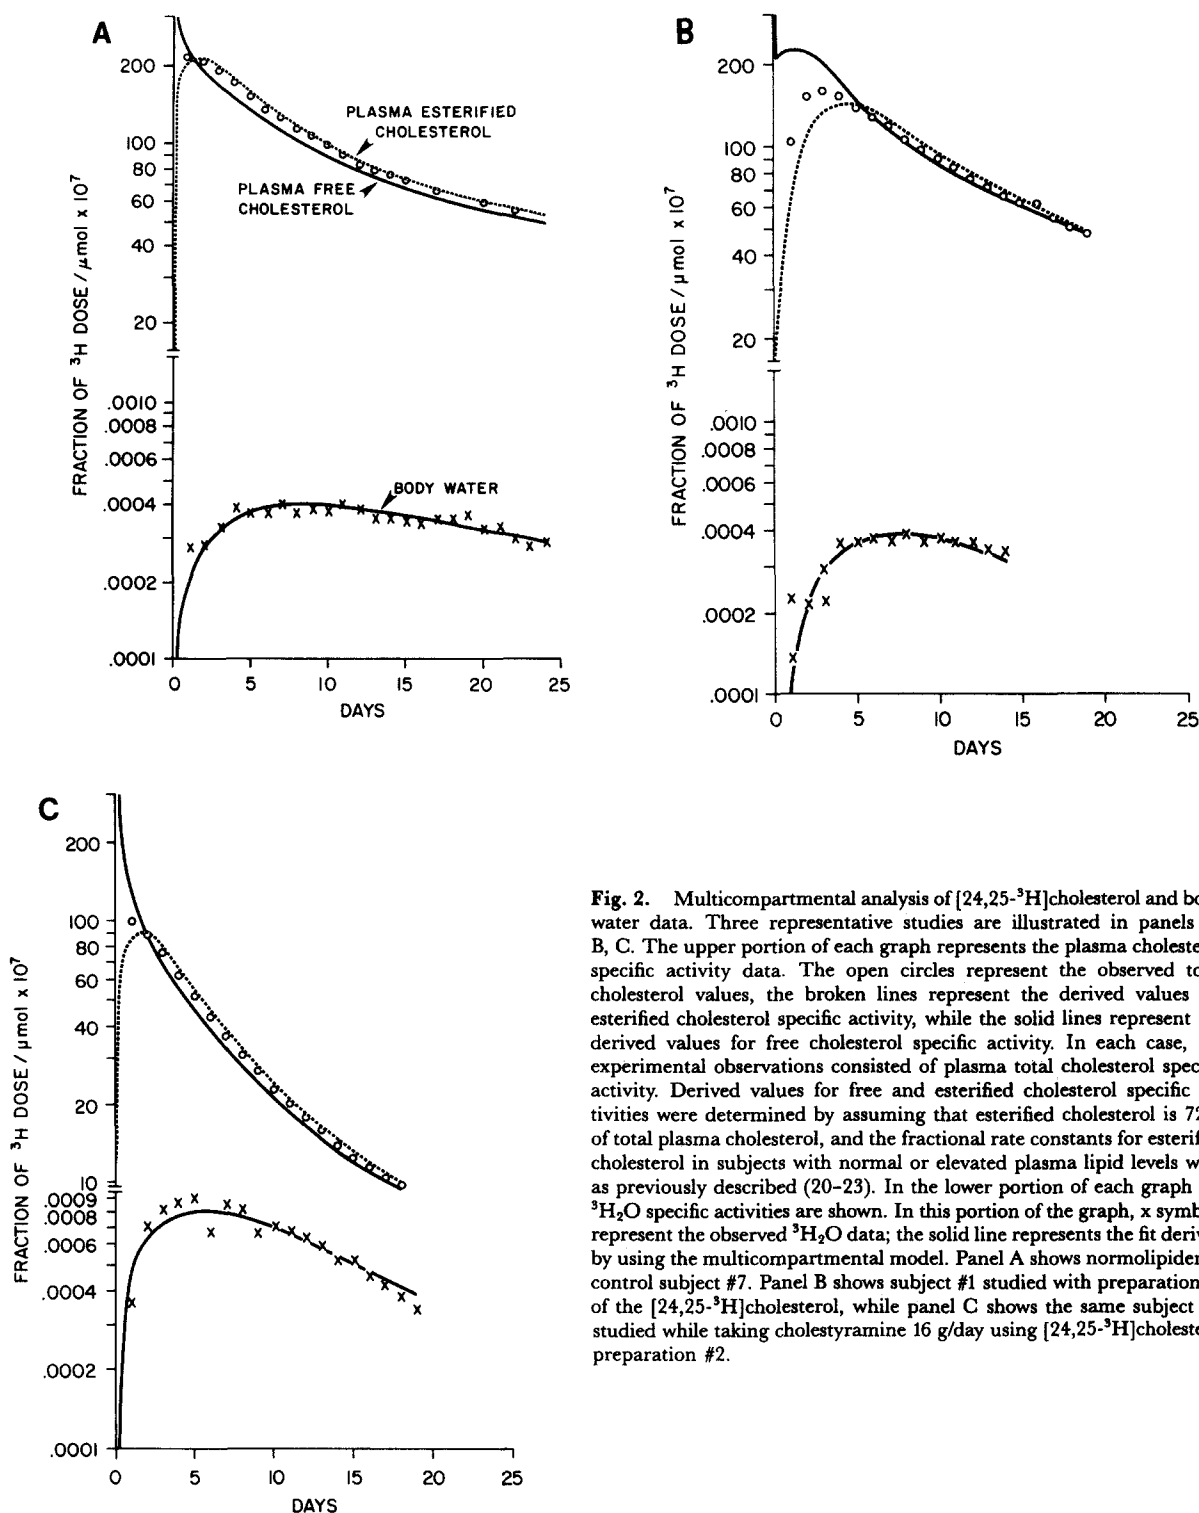 A
FRACTION OF ³H DOSE / μmol x 10⁷
200
100
80
60
40
20
.0010
.0008
.0006
.0004
.0002
.0001
PLASMA ESTERIFIED
CHOLESTEROL
PLASMA FREE
CHOLESTEROL
BODY WATER
0 5 10 15 20 25
DAYS
B
FRACTION OF ³H DOSE / μmol x 10⁷
200
100
80
60
40
20
.0010
.0008
.0006
.0004
.0002
.0001
0 5 10 15 20 25
DAYS
C
FRACTION OF ³H DOSE / μmol x 10⁷
200
100
80
60
40
20
10
.0009
.0008
.0006
.0004
.0002
.0001
0 5 10 15 20 25
DAYS
Fig. 2. Multicompartmental analysis of [24,25-³H]cholesterol and bo
water data. Three representative studies are illustrated in panels
B, C. The upper portion of each graph represents the plasma choleste
specific activity data. The open circles represent the observed to
cholesterol values, the broken lines represent the derived values
esterified cholesterol specific activity, while the solid lines represent
derived values for free cholesterol specific activity. In each case,
experimental observations consisted of plasma total cholesterol spec
activity. Derived values for free and esterified cholesterol specific
tivities were determined by assuming that esterified cholesterol is 72
of total plasma cholesterol, and the fractional rate constants for esterif
cholesterol in subjects with normal or elevated plasma lipid levels w
as previously described (20–23). In the lower portion of each graph
³H₂O specific activities are shown. In this portion of the graph, x symb
represent the observed ³H₂O data; the solid line represents the fit deriv
by using the multicompartmental model. Panel A shows normolipider
control subject #7. Panel B shows subject #1 studied with preparation
of the [24,25-³H]cholesterol, while panel C shows the same subject
studied while taking cholestyramine 16 g/day using [24,25-³H]choleste
preparation #2.